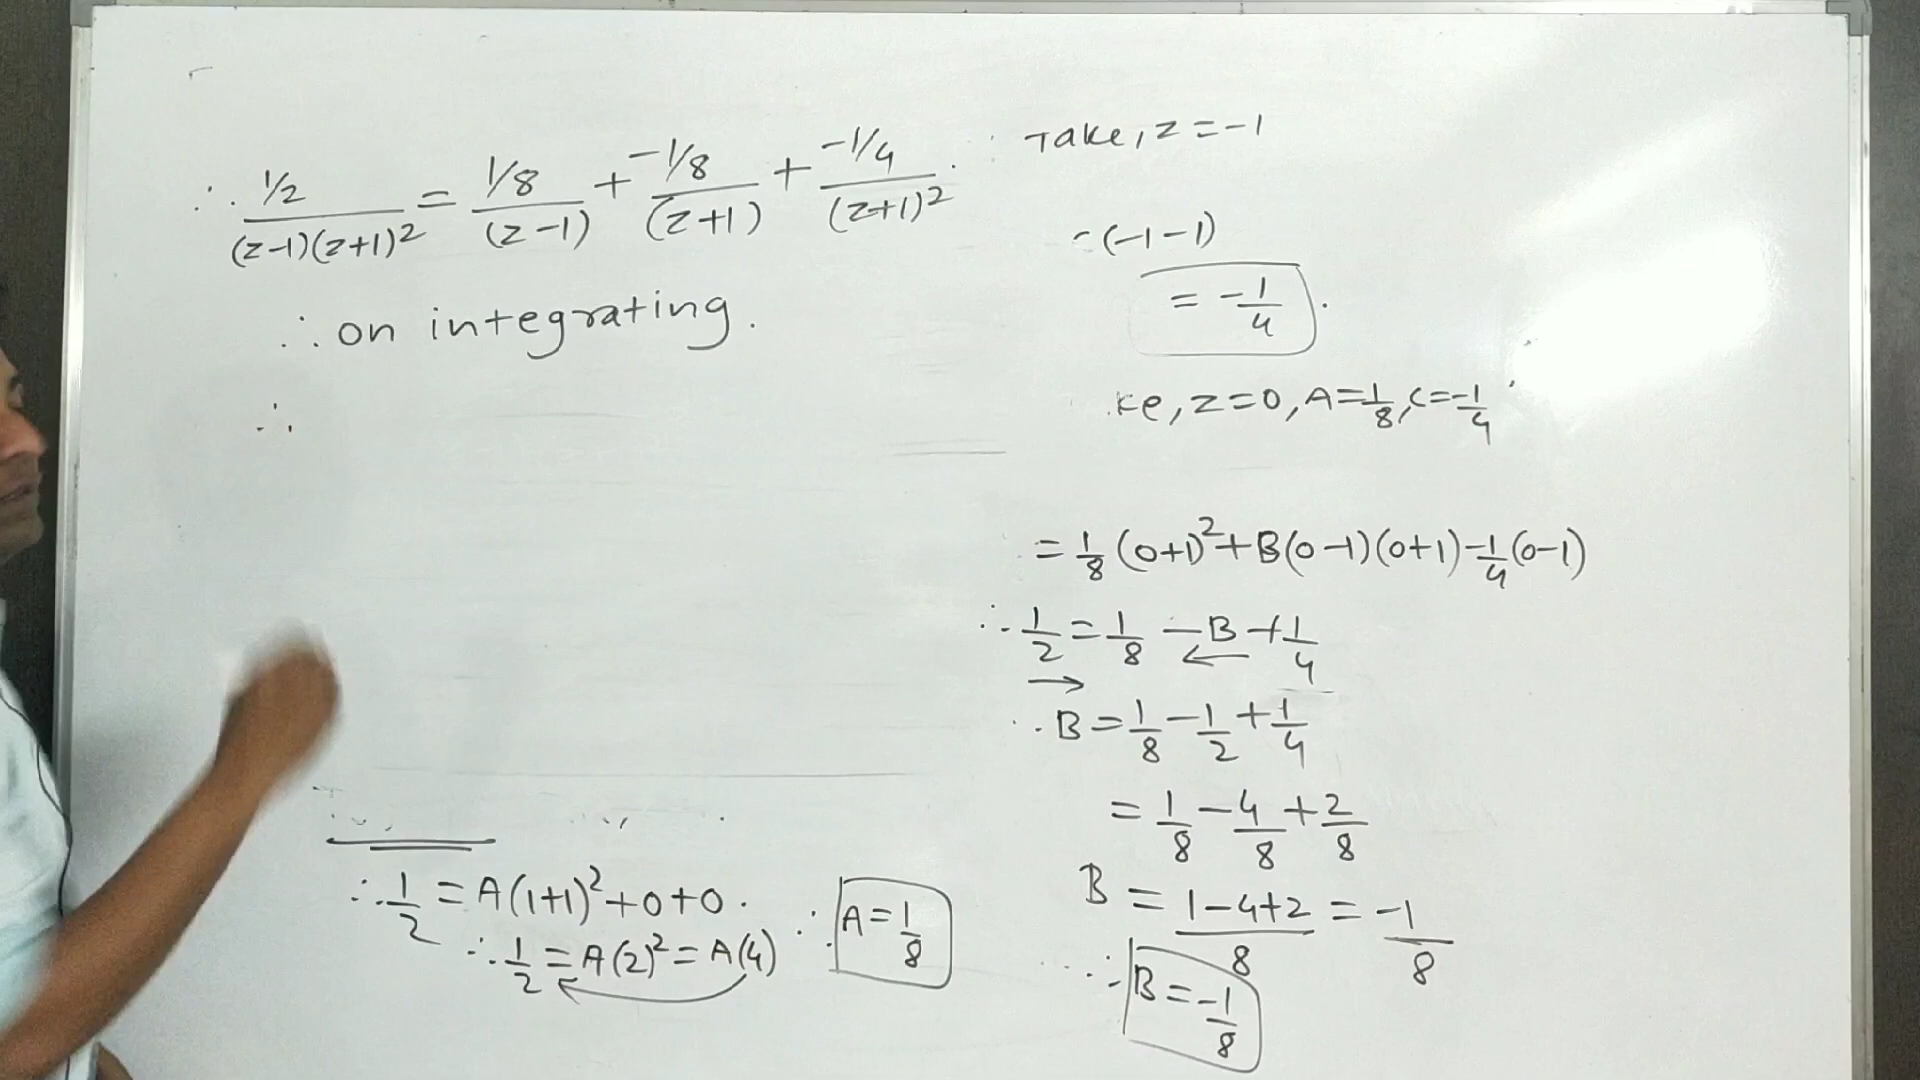 ∴ 1/2 / (z-1)(z+1)² = 1/8 / (z-1) + -1/8 / (z+1) + -1/4 / (z+1)²
∴ on integrating.
∴
Take, z = -1
(-1-1)
= -1/4
ke, z=0, A=1/8, c=-1/4
= 1/8 (0+1)² + B(0-1)(0+1) - 1/4 (0-1)
∴ 1/2 = 1/8 - B + 1/4
∴ B = 1/8 - 1/2 + 1/4
= 1/8 - 4/8 + 2/8
B = 1-4+2 / 8 = -1/8
∴ B = -1/8
∴ 1/2 = A(1+1)² + 0 + 0.
∴ 1/2 = A(2)² = A(4) ∴ A = 1/8